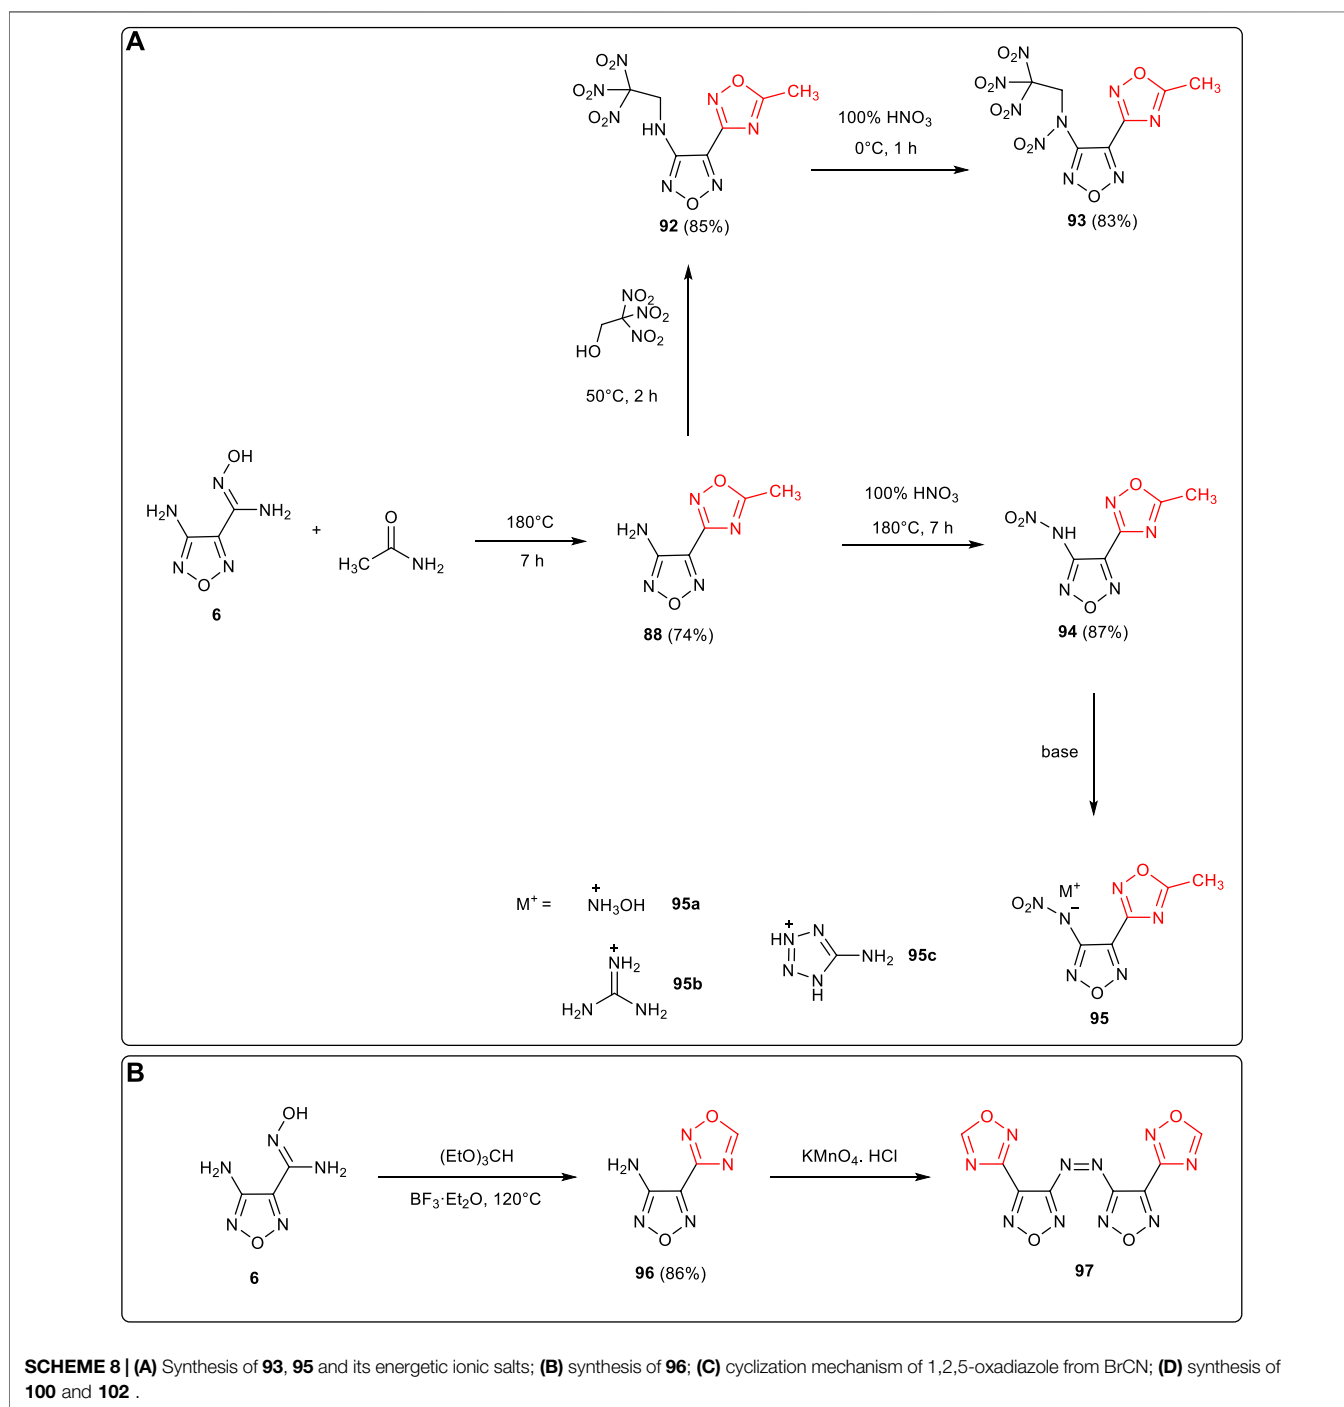 A
O₂N
O₂N
O₂N
HN
N
O
N
CH₃
N
O
N
92 (85%)
100% HNO₃
0°C, 1 h
O₂N
O₂N
O₂N
O₂N
N
N
O
N
CH₃
N
O
N
93 (83%)
NO₂
NO₂
NO₂
HO
50°C, 2 h
OH
N
H₂N
NH₂
N
O
N
6
+
O
H₃C
NH₂
180°C
7 h
H₂N
N
O
N
CH₃
N
O
N
88 (74%)
100% HNO₃
180°C, 7 h
O₂N
NH
N
O
N
CH₃
N
O
N
94 (87%)
base
M⁺ =
+
NH₃OH 95a
+
NH₂
H₂N
NH₂
95b
+
HN
N
N
N
H
NH₂
95c
M⁺
O₂N
N
−
N
O
N
CH₃
N
O
N
95
B
OH
N
H₂N
NH₂
N
O
N
6
(EtO)₃CH
BF₃·Et₂O, 120°C
H₂N
N
O
N
N
O
N
96 (86%)
KMnO₄. HCl
O
N
N
N
O
N
N=N
N
O
N
N
O
N
97
SCHEME 8 | (A) Synthesis of 93, 95 and its energetic ionic salts; (B) synthesis of 96; (C) cyclization mechanism of 1,2,5-oxadiazole from BrCN; (D) synthesis of
100 and 102 .